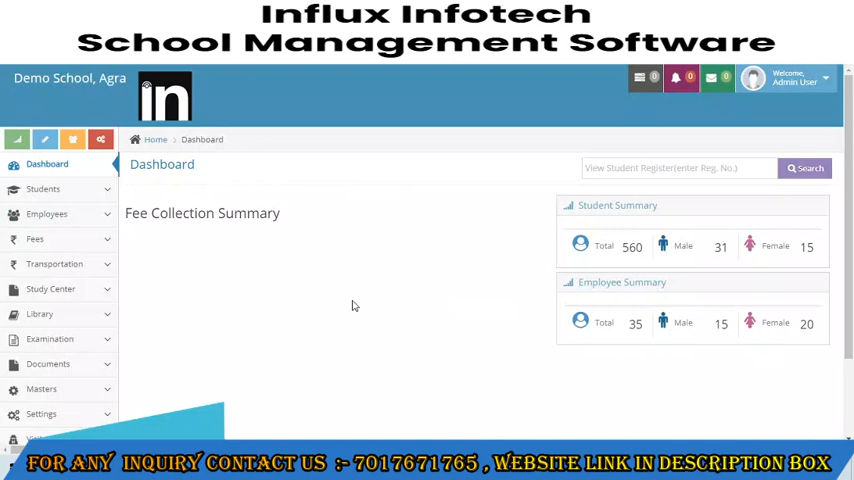 Influx Infotech
School Management Software
Demo School, Agra
in
0
0
0
Welcome,
Admin User
Home > Dashboard
Dashboard
Students
Employees
Fees
Transportation
Study Center
Library
Examination
Documents
Masters
Settings
Dashboard
View Student Register(enter Reg. No.)
Search
Fee Collection Summary
Student Summary
Total 560 Male 31 Female 15
Employee Summary
Total 35 Male 15 Female 20
FOR ANY INQUIRY CONTACT US :- 7017671765 , WEBSITE LINK IN DESCRIPTION BOX